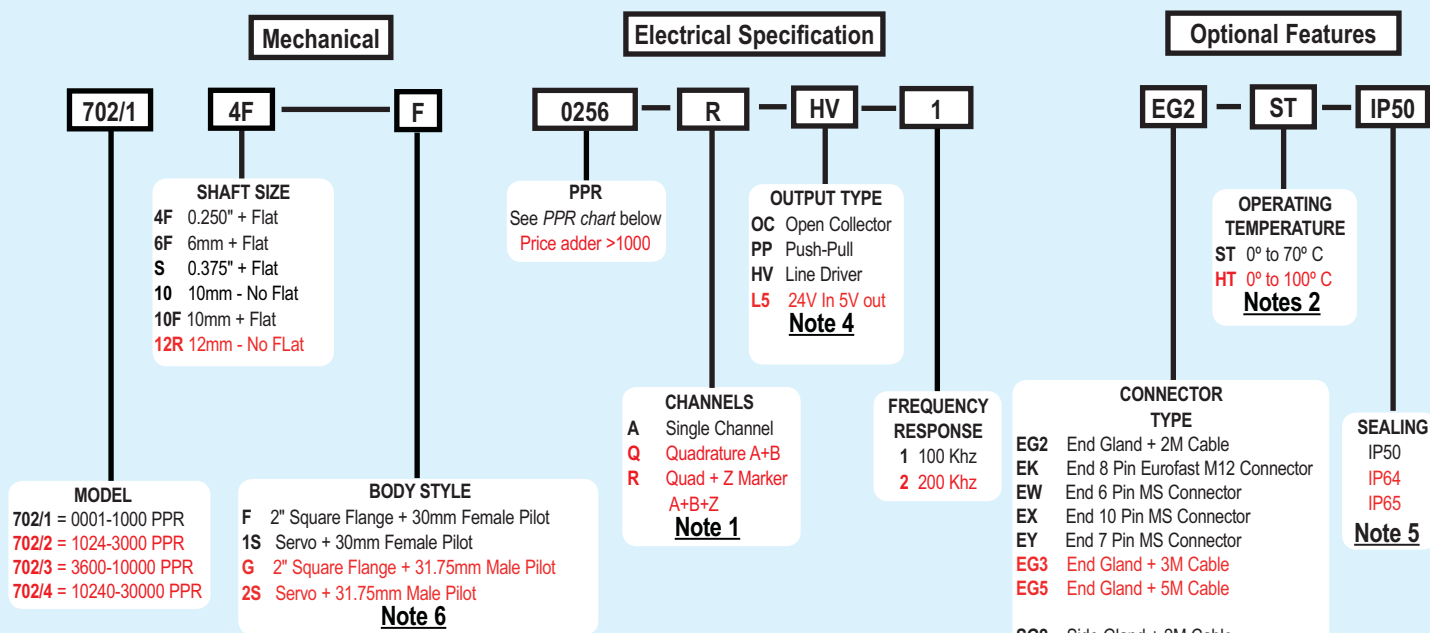 Mechanical
Electrical Specification
Optional Features
702/1
4F
F
0256
R
HV
1
EG2
ST
IP50
SHAFT SIZE
4F 0.250" + Flat
6F 6mm + Flat
S 0.375" + Flat
10 10mm - No Flat
10F 10mm + Flat
12R 12mm - No FLat
PPR
See PPR chart below
Price adder >1000
OUTPUT TYPE
OC Open Collector
PP Push-Pull
HV Line Driver
L5 24V In 5V out
Note 4
OPERATING
TEMPERATURE
ST 0º to 70º C
HT 0º to 100º C
Notes 2
MODEL
702/1 = 0001-1000 PPR
702/2 = 1024-3000 PPR
702/3 = 3600-10000 PPR
702/4 = 10240-30000 PPR
BODY STYLE
F 2" Square Flange + 30mm Female Pilot
1S Servo + 30mm Female Pilot
G 2" Square Flange + 31.75mm Male Pilot
2S Servo + 31.75mm Male Pilot
Note 6
CHANNELS
A Single Channel
Q Quadrature A+B
R Quad + Z Marker
A+B+Z
Note 1
FREQUENCY
RESPONSE
1 100 Khz
2 200 Khz
CONNECTOR
TYPE
EG2 End Gland + 2M Cable
EK End 8 Pin Eurofast M12 Connector
EW End 6 Pin MS Connector
EX End 10 Pin MS Connector
EY End 7 Pin MS Connector
EG3 End Gland + 3M Cable
EG5 End Gland + 5M Cable
Side Gland + 2M Cable
SEALING
IP50
IP64
IP65
Note 5